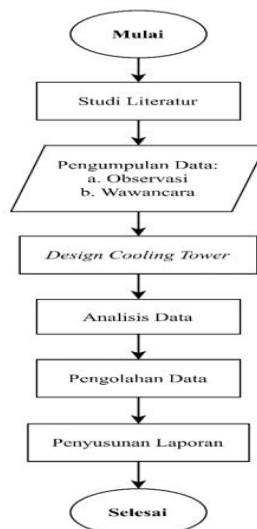 Mulai
Studi Literatur
Pengumpulan Data:
a. Observasi
b. Wawancara
Design Cooling Tower
Analisis Data
Pengolahan Data
Penyusunan Laporan
Selesai